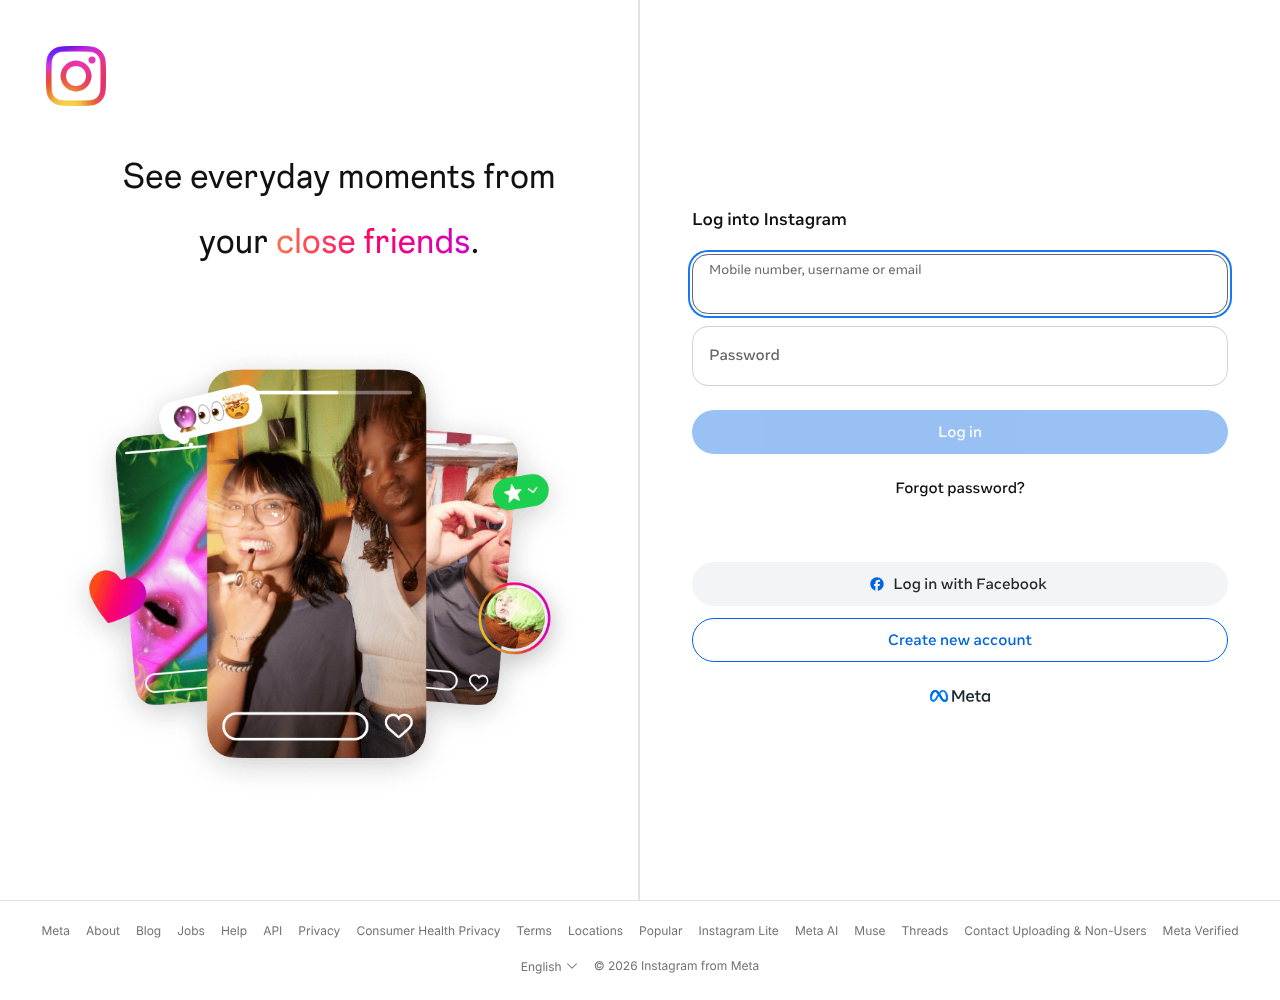 See everyday moments from
your close friends.
Log into Instagram
Mobile number, username or email
Password
Log in
Forgot password?
Log in with Facebook
Create new account
Meta
Meta About Blog Jobs Help API Privacy Consumer Health Privacy Terms Locations Popular Instagram Lite Meta AI Muse Threads Contact Uploading & Non-Users Meta Verified
English © 2026 Instagram from Meta